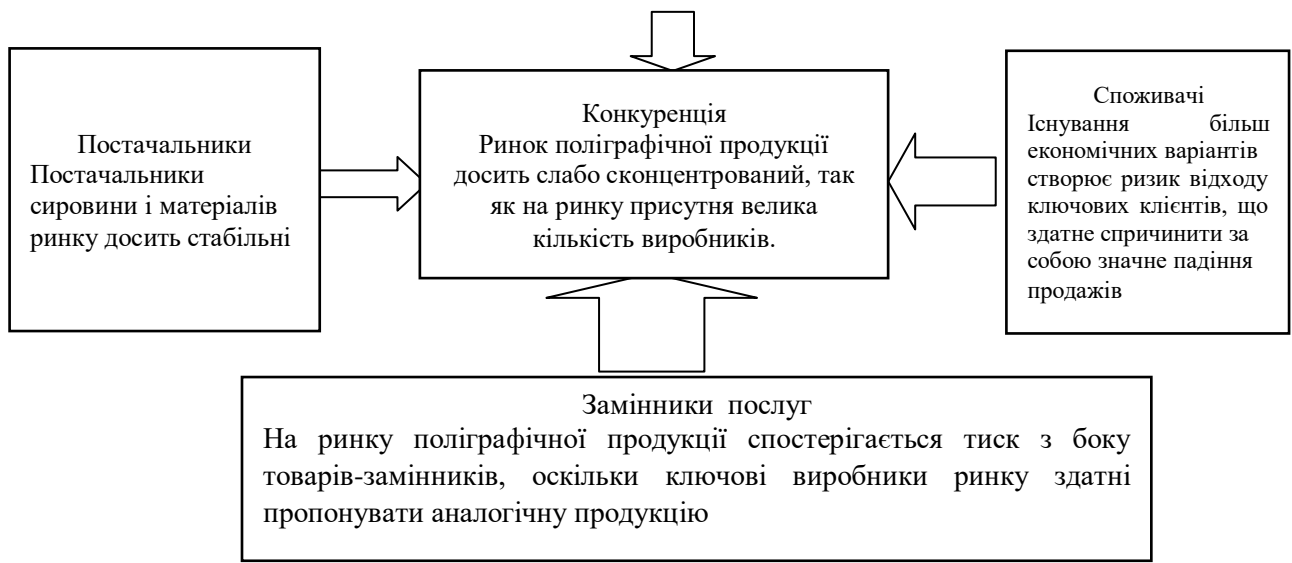 Постачальники
Постачальники
сировини і матеріалів
ринку досить стабільні
Конкуренція
Ринок поліграфічної продукції
досить слабо сконцентрований, так
як на ринку присутня велика
кількість виробників.
Споживачі
Існування більш
економічних варіантів
створює ризик відходу
ключових клієнтів, що
здатне спричинити за
собою значне падіння
продажів
Замінники послуг
На ринку поліграфічної продукції спостерігається тиск з боку
товарів-замінників, оскільки ключові виробники ринку здатні
пропонувати аналогічну продукцію